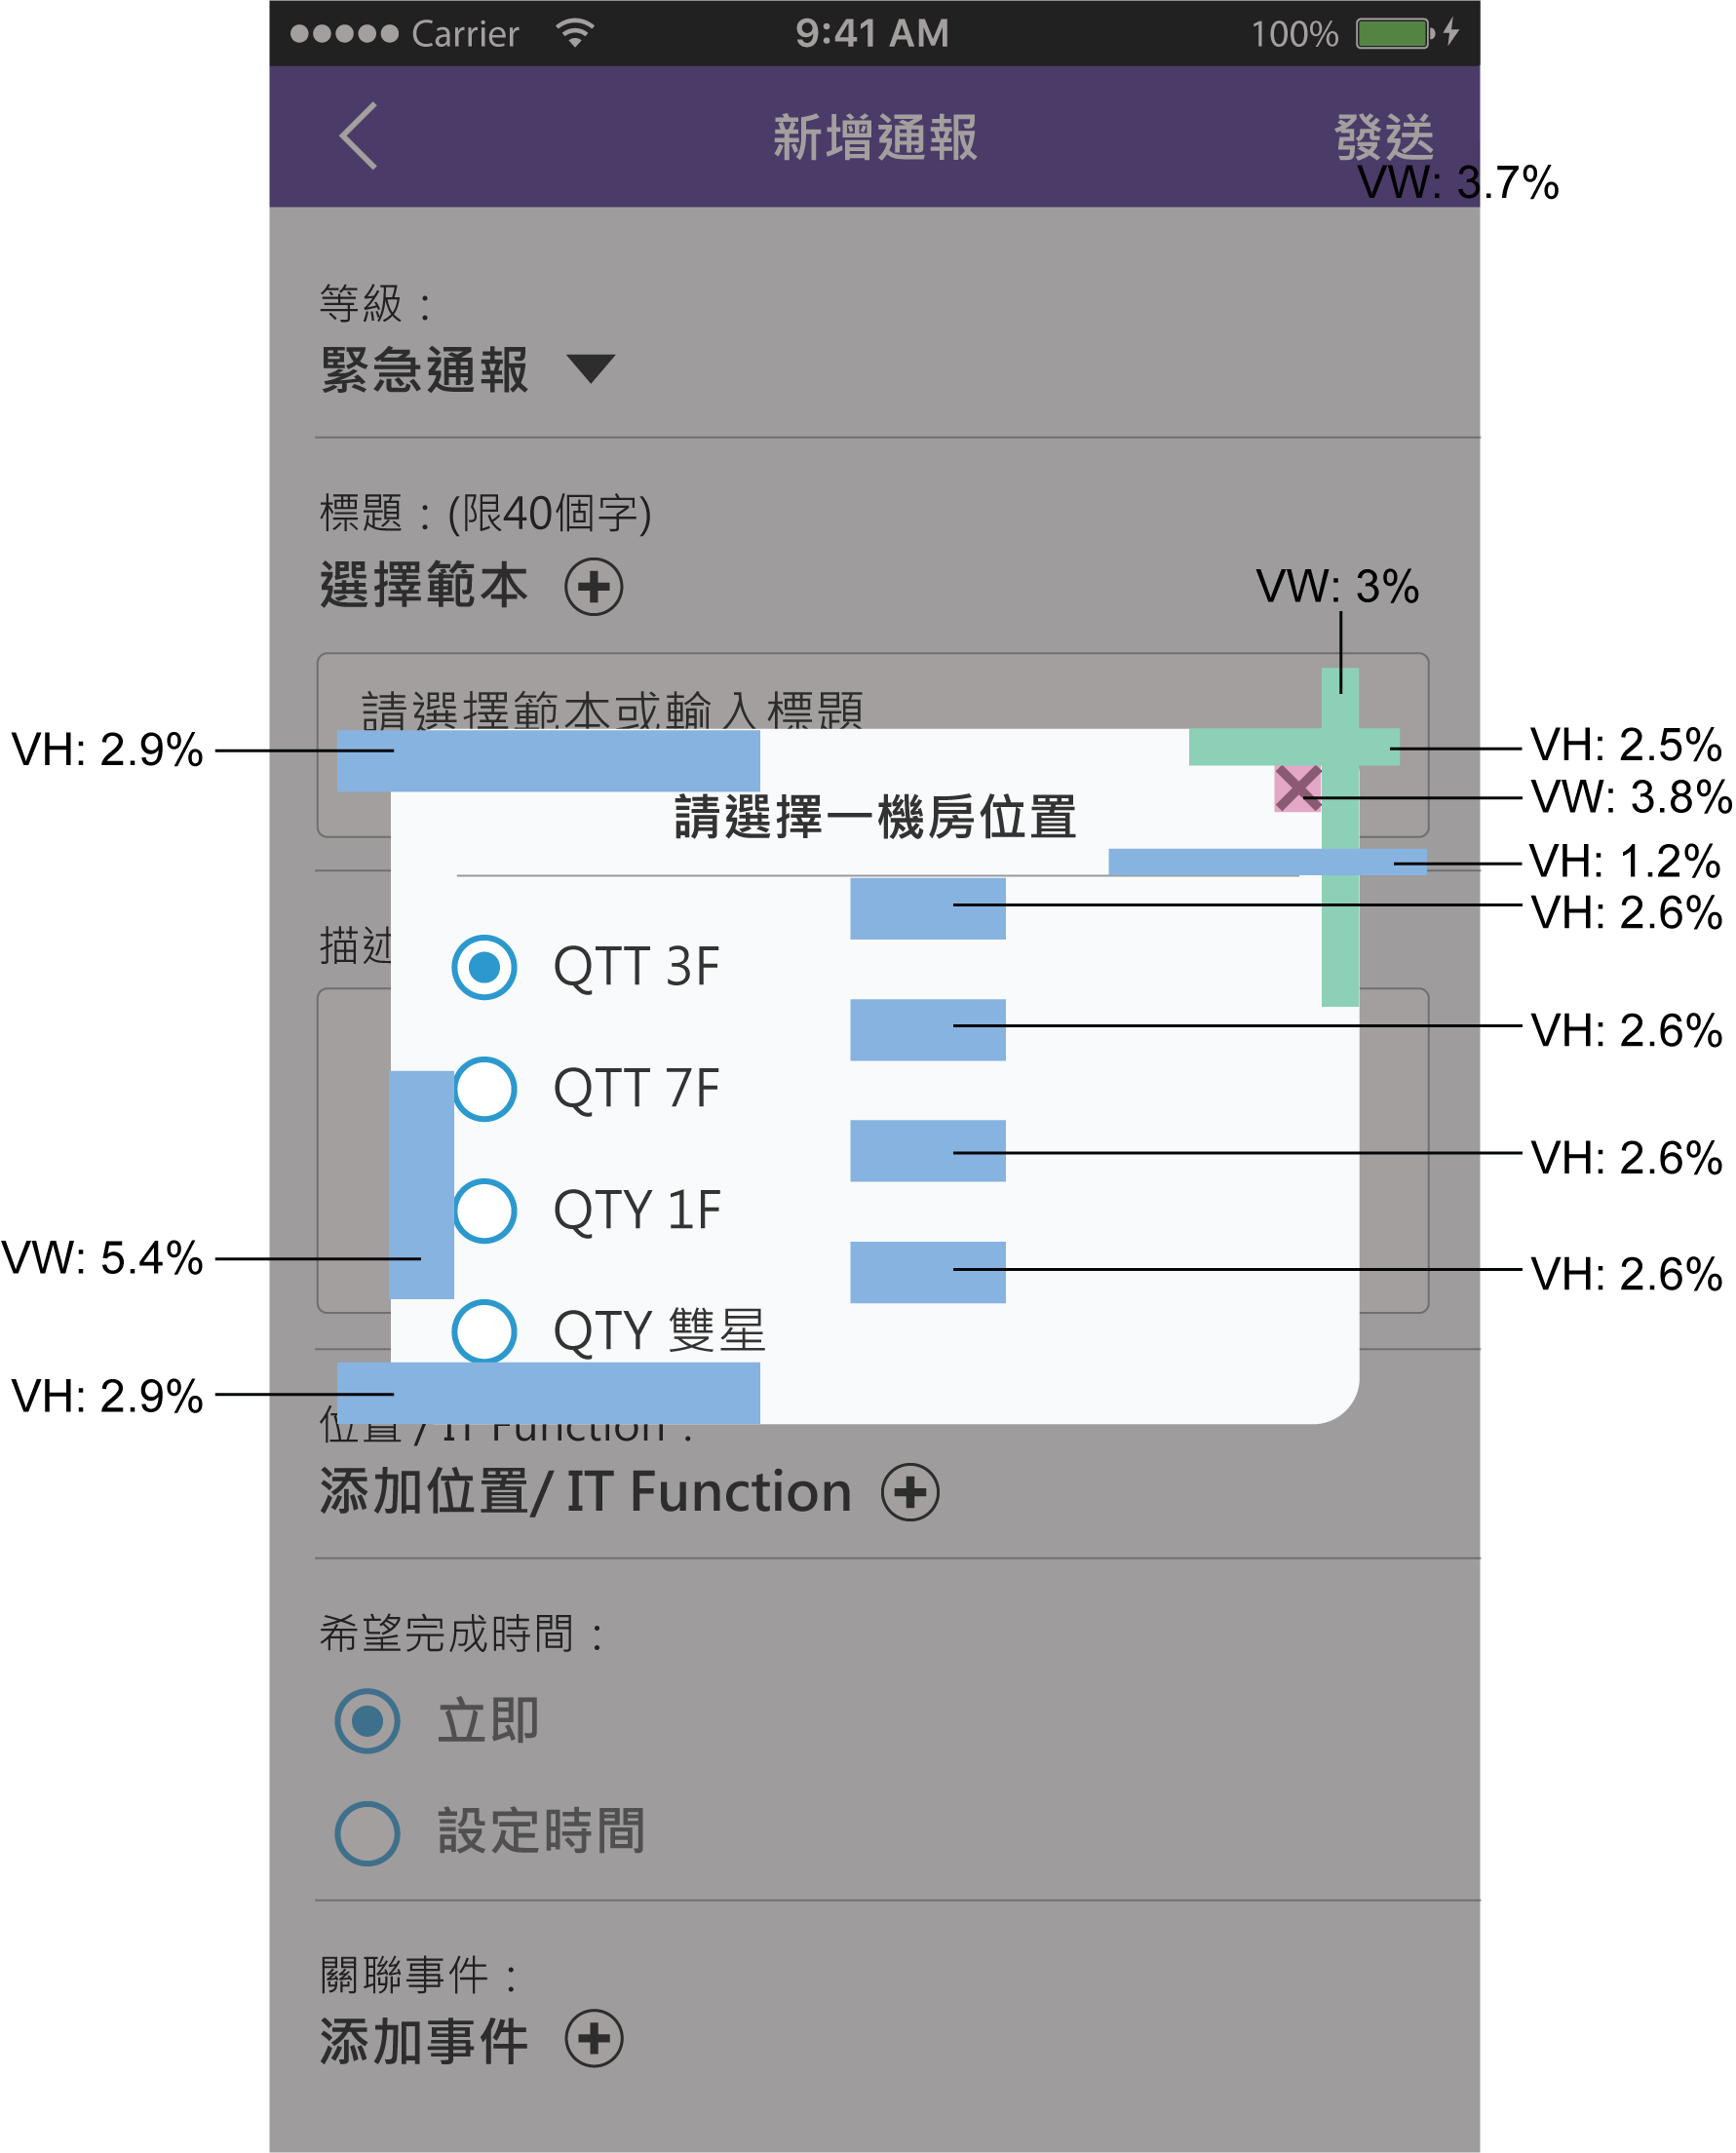 Carrier 9:41 AM 100%
新增通報 發送
VW: 3.7%
等級：
緊急通報
標題：(限40個字)
選擇範本
VW: 3%
請選擇範本或輸入標題
VH: 2.9%
VH: 2.5%
VW: 3.8%
請選擇一機房位置
VH: 1.2%
VH: 2.6%
描述
QTT 3F
VH: 2.6%
QTT 7F
VH: 2.6%
QTY 1F
VW: 5.4%
VH: 2.6%
QTY 雙星
VH: 2.9%
位置 / IT Function：
添加位置/ IT Function
希望完成時間：
立即
設定時間
關聯事件：
添加事件